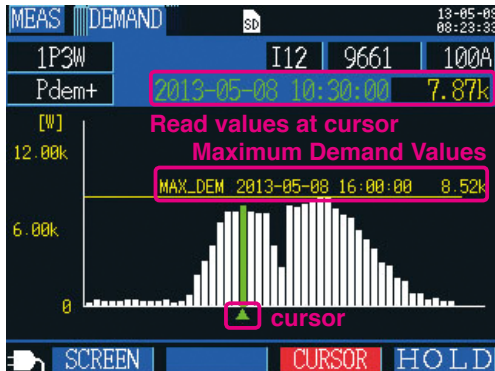 MEAS DEMAND SD 13-05-09
08:23:33
1P3W I12 9661 100A
Pdem+ 2013-05-08 10:30:00 7.87k
[W] Read values at cursor
12.00k Maximum Demand Values
MAX_DEM 2013-05-08 16:00:00 8.52k
6.00k
0
cursor
SCREEN CURSOR HOLD